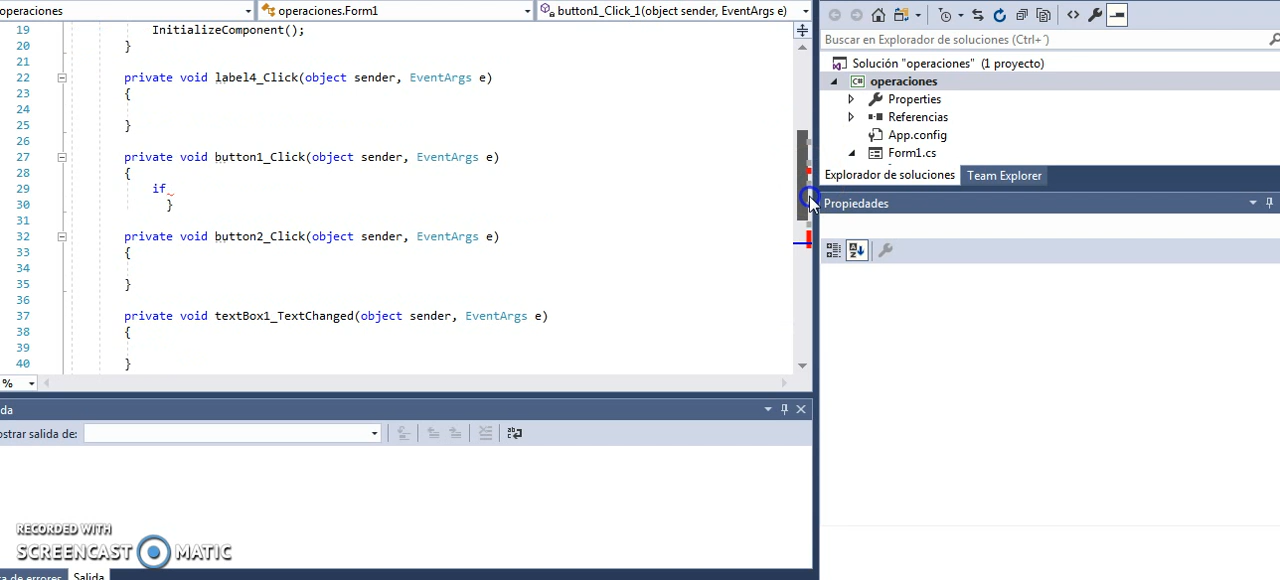 operaciones
operaciones.Form1
button1_Click_1(object sender, EventArgs e)
19 InitializeComponent();
20 }
21
22 private void label4_Click(object sender, EventArgs e)
23 {
24
25 }
26
27 private void button1_Click(object sender, EventArgs e)
28 {
29 if
30 }
31
32 private void button2_Click(object sender, EventArgs e)
33 {
34
35 }
36
37 private void textBox1_TextChanged(object sender, EventArgs e)
38 {
39
40 }
%
da
ostrar salida de:
RECORDED WITH
SCREENCAST MATIC
ta de errores
Salida
Buscar en Explorador de soluciones (Ctrl+´)
Solución "operaciones" (1 proyecto)
C# operaciones
Properties
Referencias
App.config
Form1.cs
Explorador de soluciones
Team Explorer
Propiedades